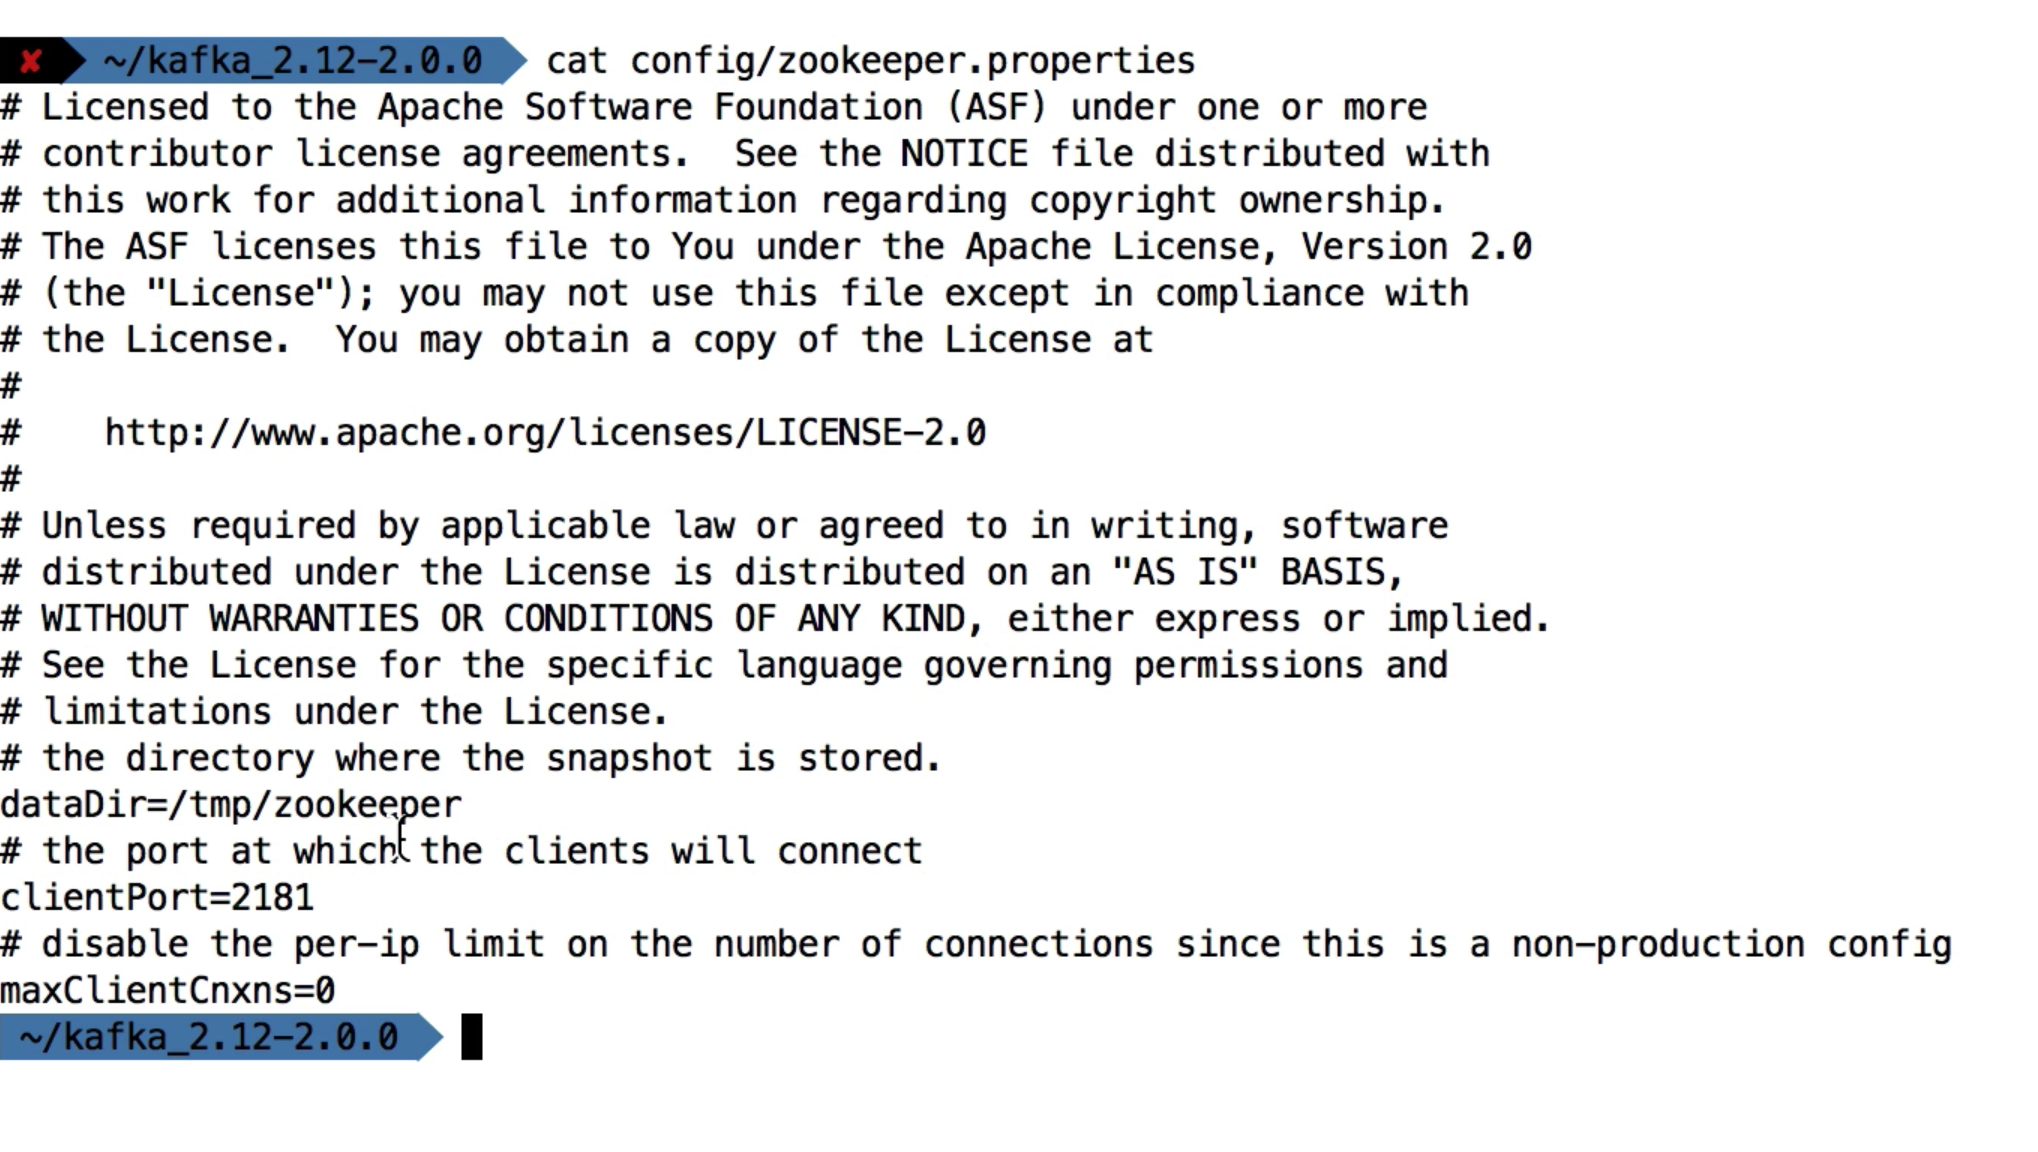 ✘ ~/kafka_2.12-2.0.0 cat config/zookeeper.properties
# Licensed to the Apache Software Foundation (ASF) under one or more
# contributor license agreements.  See the NOTICE file distributed with
# this work for additional information regarding copyright ownership.
# The ASF licenses this file to You under the Apache License, Version 2.0
# (the "License"); you may not use this file except in compliance with
# the License.  You may obtain a copy of the License at
#
#    http://www.apache.org/licenses/LICENSE-2.0
#
# Unless required by applicable law or agreed to in writing, software
# distributed under the License is distributed on an "AS IS" BASIS,
# WITHOUT WARRANTIES OR CONDITIONS OF ANY KIND, either express or implied.
# See the License for the specific language governing permissions and
# limitations under the License.
# the directory where the snapshot is stored.
dataDir=/tmp/zookeeper
# the port at which the clients will connect
clientPort=2181
# disable the per-ip limit on the number of connections since this is a non-production config
maxClientCnxns=0
~/kafka_2.12-2.0.0